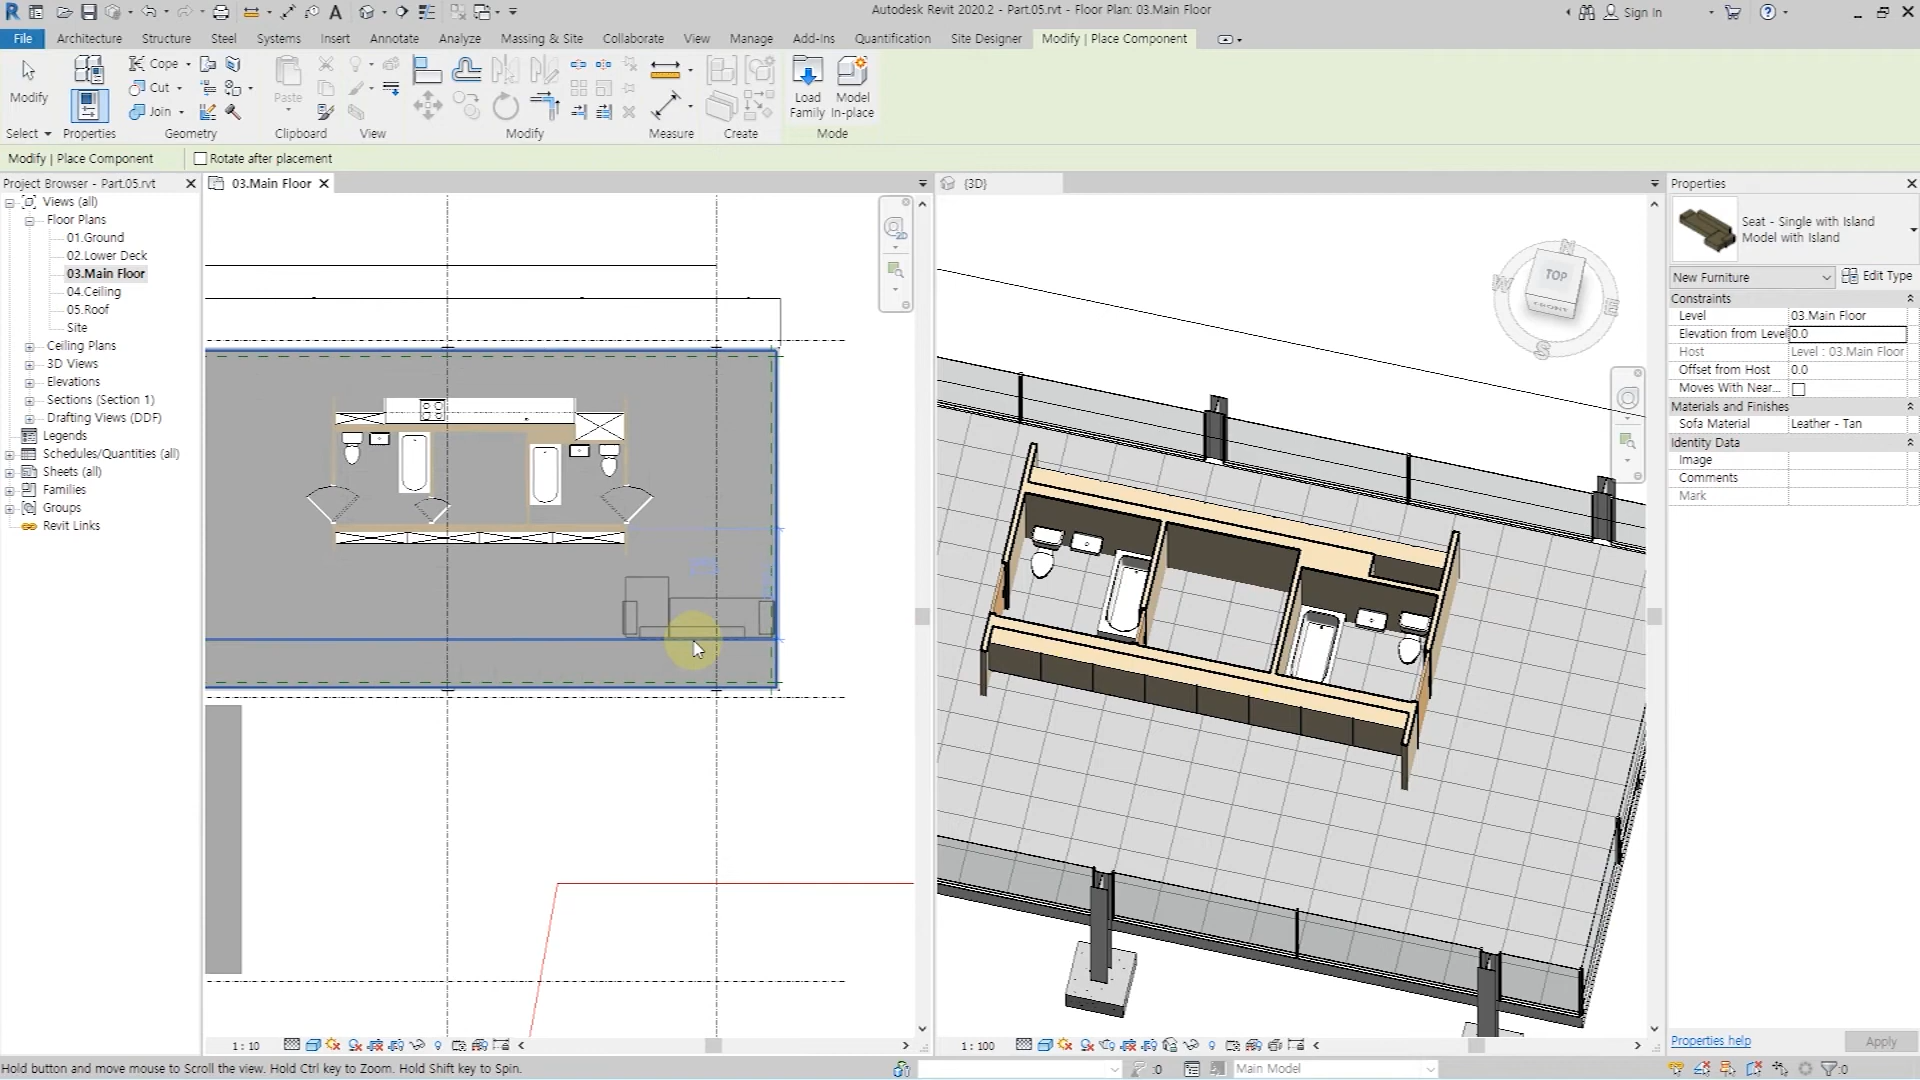 Autodesk Revit 2020.2 - Part.05.rvt - Floor Plan: 03.Main Floor
Sign In
File Architecture Structure Steel Systems Insert Annotate Analyze Massing & Site Collaborate View Manage Add-Ins Quantification Site Designer Modify | Place Component
Modify
Cope
Cut
Join
Paste
Load Family
Model In-place
Select Properties Geometry Clipboard View Modify Measure Create Mode
Modify | Place Component
Rotate after placement
Project Browser - Part.05.rvt
Views (all)
Floor Plans
01.Ground
02.Lower Deck
03.Main Floor
04.Ceiling
05.Roof
Site
Ceiling Plans
3D Views
Elevations
Sections (Section 1)
Drafting Views (DDF)
Legends
Schedules/Quantities (all)
Sheets (all)
Families
Groups
Revit Links
03.Main Floor
2D
1 : 10
{3D}
N
W
TOP
FRONT
E
S
1 : 100
Properties
Seat - Single with Island
Model with Island
New Furniture
Edit Type
Constraints
Level 03.Main Floor
Elevation from Level 0.0
Host Level : 03.Main Floor
Offset from Host 0.0
Moves With Near...
Materials and Finishes
Sofa Material Leather - Tan
Identity Data
Image
Comments
Mark
Properties help
Apply
Hold button and move mouse to Scroll the view. Hold Ctrl key to Zoom. Hold Shift key to Spin.
:0
Main Model
:0